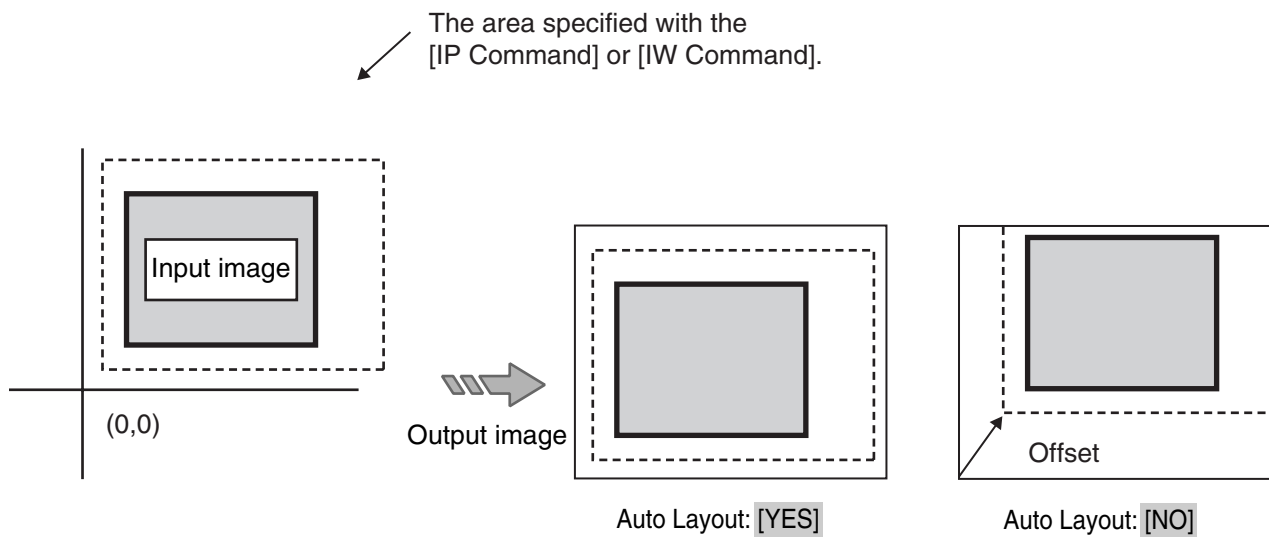 The area specified with the
[IP Command] or [IW Command].
Input image
(0,0)
Output image
Offset
Auto Layout: [YES]
Auto Layout: [NO]